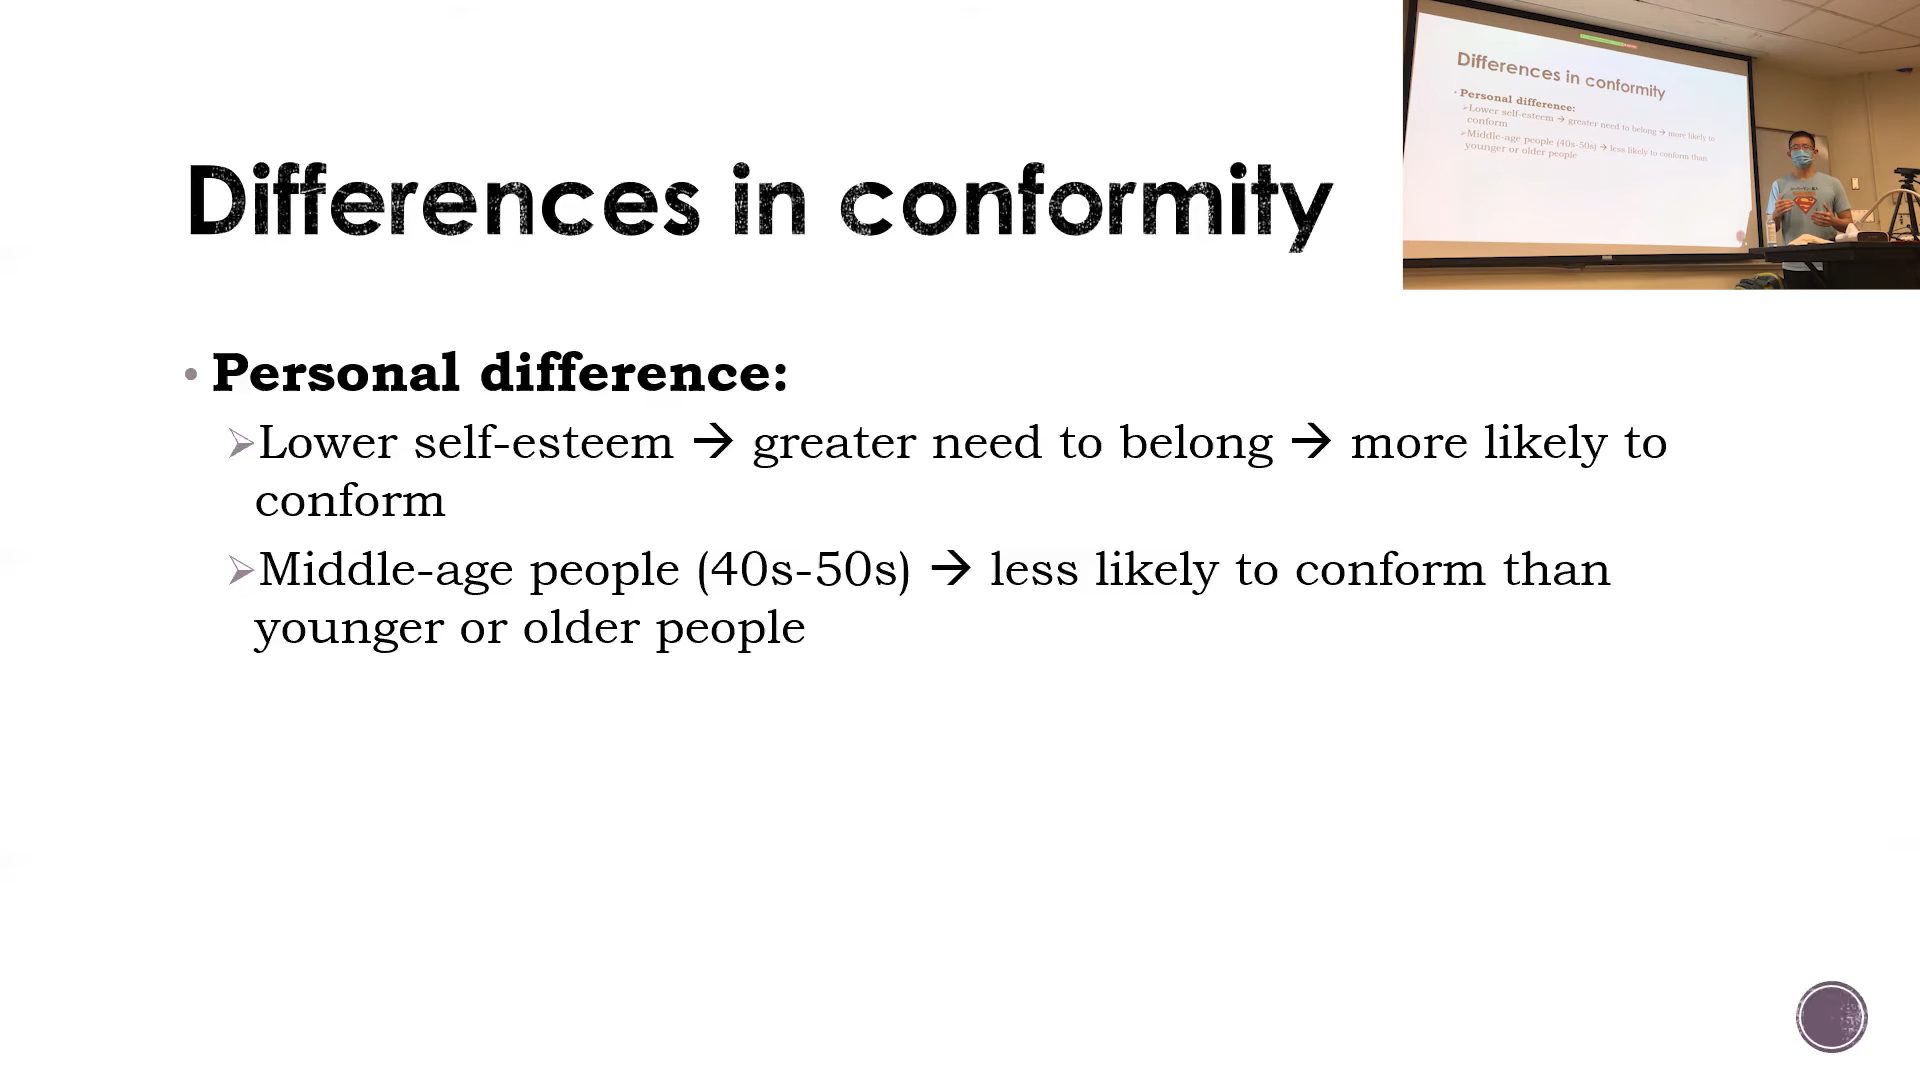 Differences in conformity
• Personal difference:
➢Lower self-esteem → greater need to belong → more likely to
conform
➢Middle-age people (40s-50s) → less likely to conform than
younger or older people
Differences in conformity
• Personal difference:
➢Lower self-esteem → greater need to belong → more likely to
conform
➢Middle-age people (40s-50s) → less likely to conform than
younger or older people